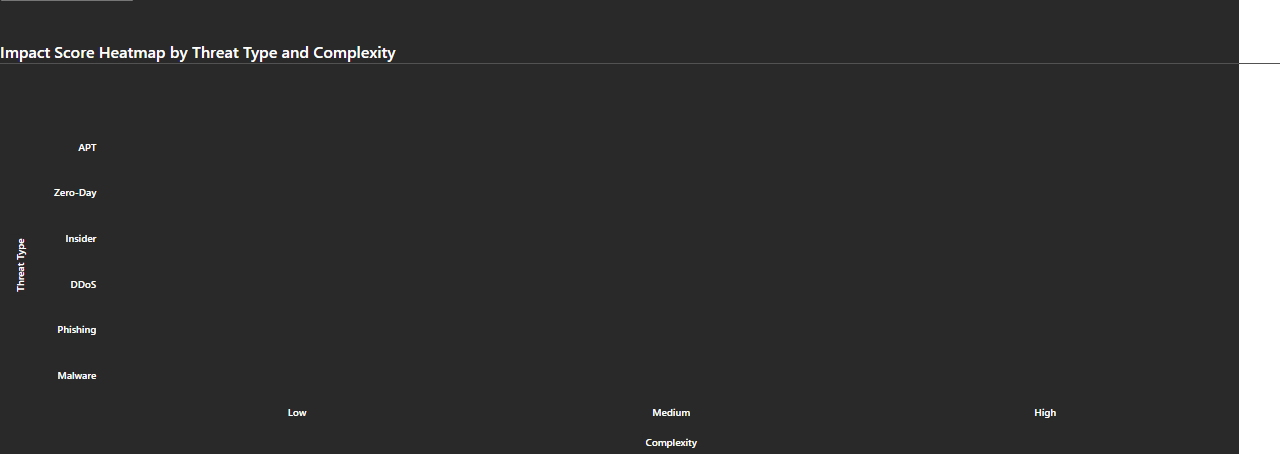 Impact Score Heatmap by Threat Type and Complexity
APT
Zero-Day
Insider
DDoS
Phishing
Malware
Threat Type
Low
Medium
High
Complexity